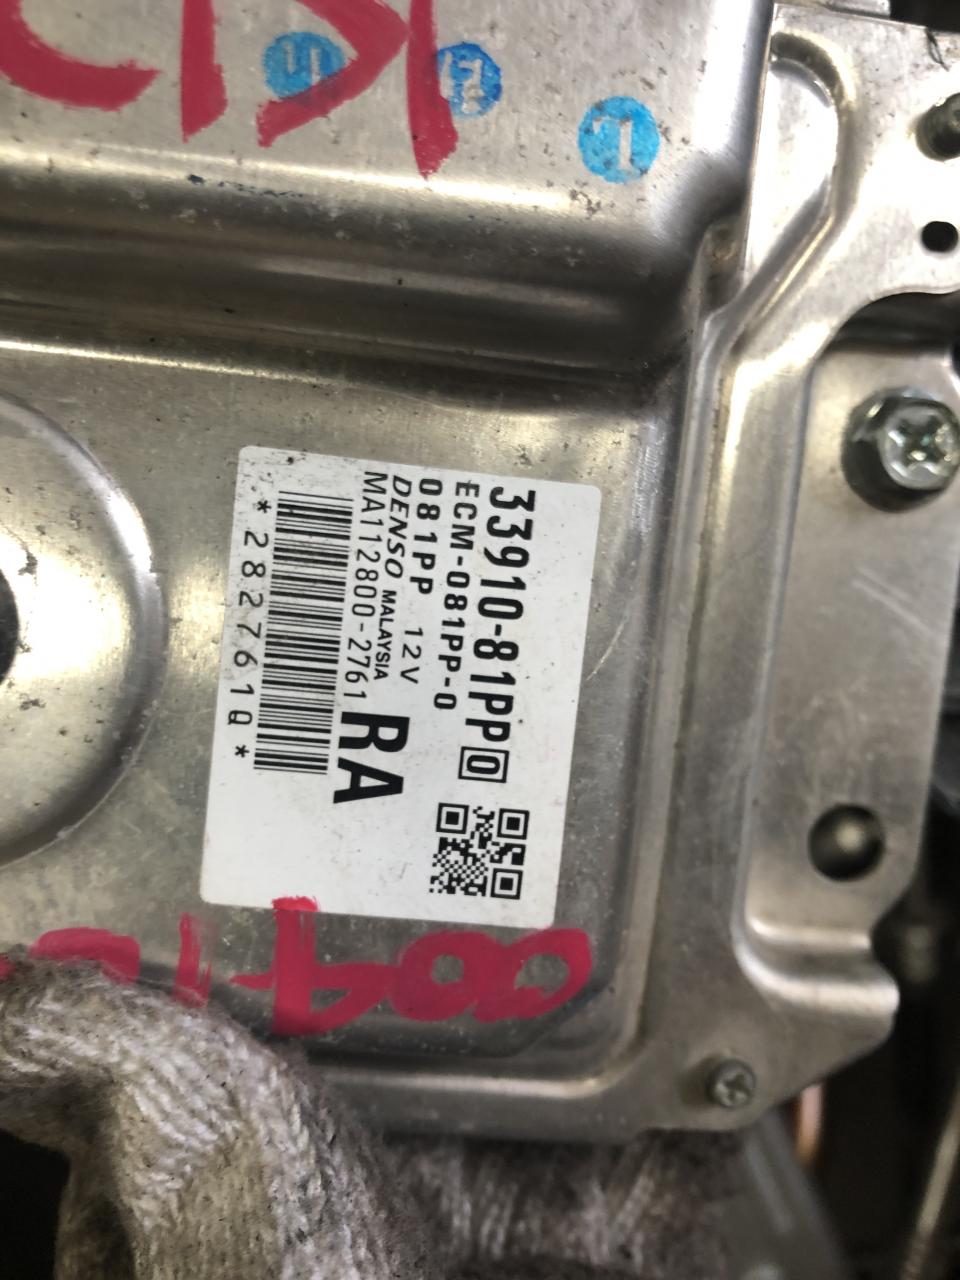 33910-81PP0
ECM-081PP-0
081PP 12V
DENSO MALAYSIA
MA112800-2761
RA
*282761Q*
L